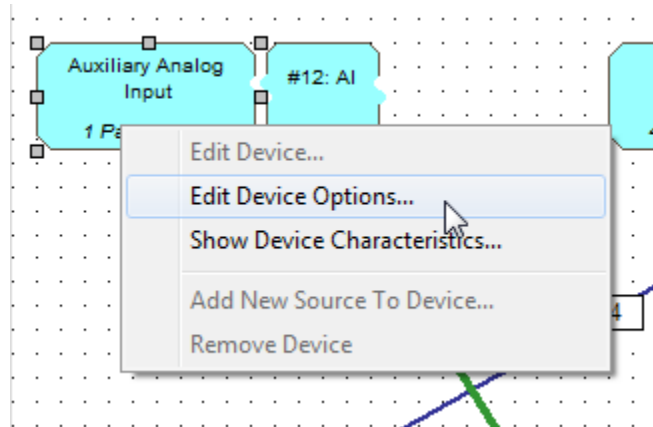 Auxiliary Analog
Input
#12: AI
1
Edit Device...
Edit Device Options...
Show Device Characteristics...
Add New Source To Device...
Remove Device
4